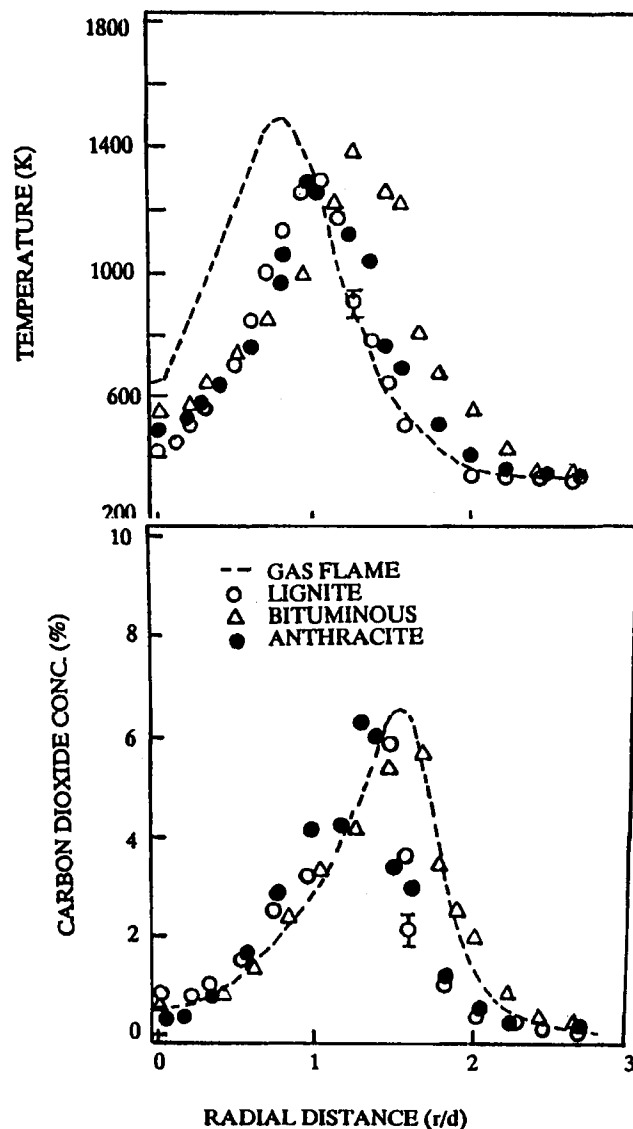 1800
1400
1000
600
200
TEMPERATURE (K)
10
8
6
4
2
0
CARBON DIOXIDE CONC. (%)
GAS FLAME
LIGNITE
BITUMINOUS
ANTHRACITE
0 1 2 3
RADIAL DISTANCE (r/d)